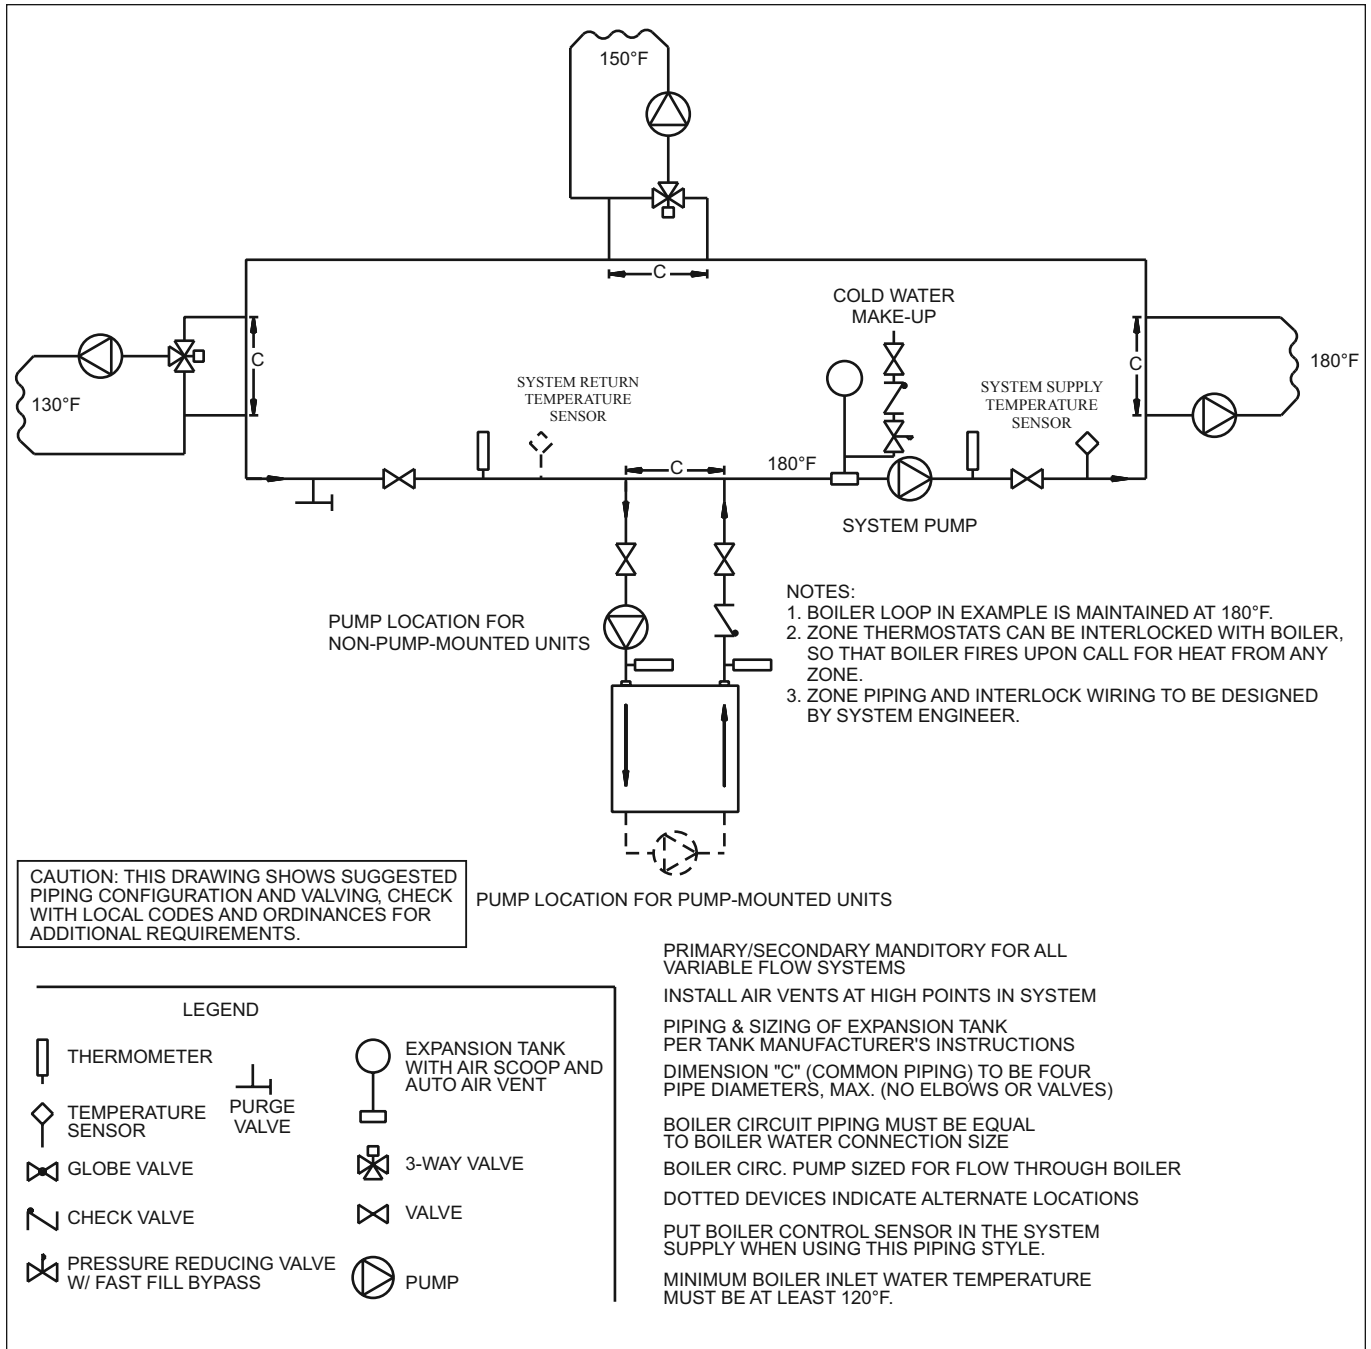 150°F
C
COLD WATER
MAKE-UP
C
C
180°F
130°F
SYSTEM RETURN
TEMPERATURE
SENSOR
SYSTEM SUPPLY
TEMPERATURE
SENSOR
C
180°F
SYSTEM PUMP
PUMP LOCATION FOR
NON-PUMP-MOUNTED UNITS
NOTES:
1. BOILER LOOP IN EXAMPLE IS MAINTAINED AT 180°F.
2. ZONE THERMOSTATS CAN BE INTERLOCKED WITH BOILER,
SO THAT BOILER FIRES UPON CALL FOR HEAT FROM ANY
ZONE.
3. ZONE PIPING AND INTERLOCK WIRING TO BE DESIGNED
BY SYSTEM ENGINEER.
CAUTION: THIS DRAWING SHOWS SUGGESTED
PIPING CONFIGURATION AND VALVING, CHECK
WITH LOCAL CODES AND ORDINANCES FOR
ADDITIONAL REQUIREMENTS.
PUMP LOCATION FOR PUMP-MOUNTED UNITS
LEGEND
THERMOMETER
TEMPERATURE
SENSOR
PURGE
VALVE
GLOBE VALVE
CHECK VALVE
PRESSURE REDUCING VALVE
W/ FAST FILL BYPASS
EXPANSION TANK
WITH AIR SCOOP AND
AUTO AIR VENT
3-WAY VALVE
VALVE
PUMP
PRIMARY/SECONDARY MANDITORY FOR ALL
VARIABLE FLOW SYSTEMS
INSTALL AIR VENTS AT HIGH POINTS IN SYSTEM
PIPING & SIZING OF EXPANSION TANK
PER TANK MANUFACTURER'S INSTRUCTIONS
DIMENSION "C" (COMMON PIPING) TO BE FOUR
PIPE DIAMETERS, MAX. (NO ELBOWS OR VALVES)
BOILER CIRCUIT PIPING MUST BE EQUAL
TO BOILER WATER CONNECTION SIZE
BOILER CIRC. PUMP SIZED FOR FLOW THROUGH BOILER
DOTTED DEVICES INDICATE ALTERNATE LOCATIONS
PUT BOILER CONTROL SENSOR IN THE SYSTEM
SUPPLY WHEN USING THIS PIPING STYLE.
MINIMUM BOILER INLET WATER TEMPERATURE
MUST BE AT LEAST 120°F.